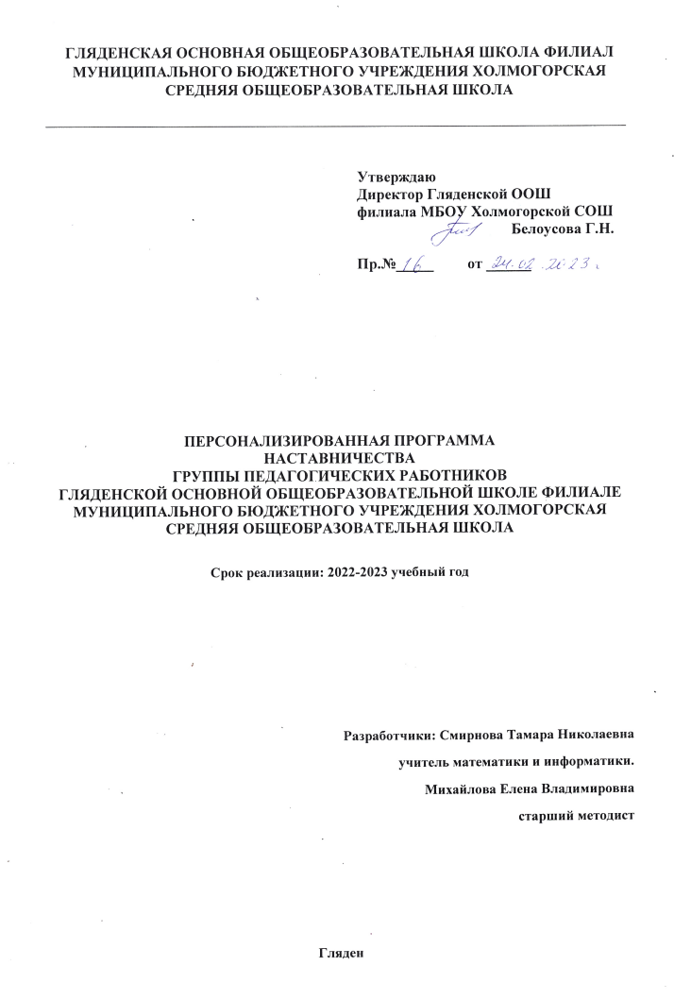 ГЛЯДЕНСКАЯ ОСНОВНАЯ ОБЩЕОБРАЗОВАТЕЛЬНАЯ ШКОЛА ФИЛИАЛ
МУНИЦИПАЛЬНОГО БЮДЖЕТНОГО УЧРЕЖДЕНИЯ ХОЛМОГОРСКАЯ
СРЕДНЯЯ ОБЩЕОБРАЗОВАТЕЛЬНАЯ ШКОЛА
Утверждаю
Директор Гляденской ООШ
филиала МБОУ Холмогорской СОШ
Белоусова Г.Н.
Пр.№ 16 от 24.02.2023г.
ПЕРСОНАЛИЗИРОВАННАЯ ПРОГРАММА
НАСТАВНИЧЕСТВА
ГРУППЫ ПЕДАГОГИЧЕСКИХ РАБОТНИКОВ
ГЛЯДЕНСКОЙ ОСНОВНОЙ ОБЩЕОБРАЗОВАТЕЛЬНОЙ ШКОЛЕ ФИЛИАЛЕ
МУНИЦИПАЛЬНОГО БЮДЖЕТНОГО УЧРЕЖДЕНИЯ ХОЛМОГОРСКАЯ
СРЕДНЯЯ ОБЩЕОБРАЗОВАТЕЛЬНАЯ ШКОЛА
Срок реализации: 2022-2023 учебный год
Разработчики: Смирнова Тамара Николаевна
учитель математики и информатики.
Михайлова Елена Владимировна
старший методист
Гляден